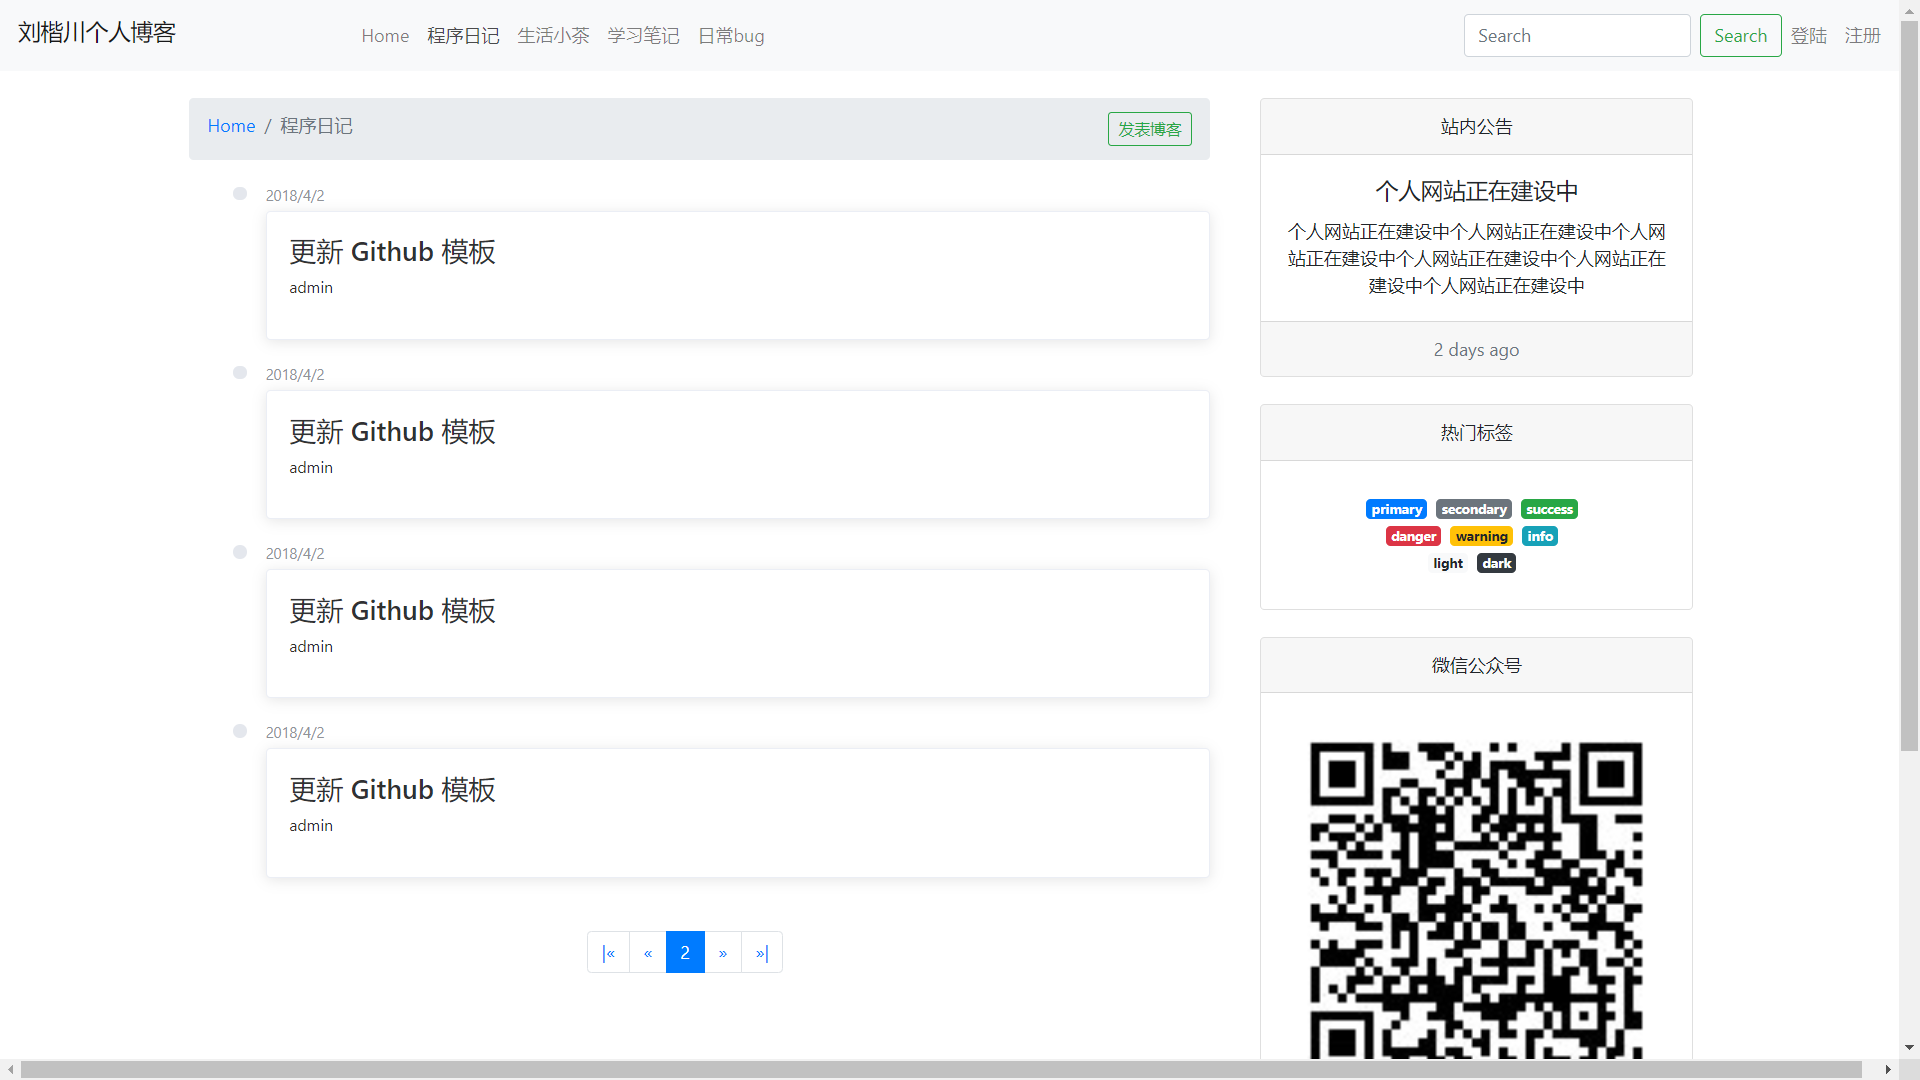 刘楷川个人博客
Home 程序日记 生活小茶 学习笔记 日常bug
Search Search 登陆 注册
Home / 程序日记 发表博客
2018/4/2
更新 Github 模板
admin
2018/4/2
更新 Github 模板
admin
2018/4/2
更新 Github 模板
admin
2018/4/2
更新 Github 模板
admin
|« « 2 » »|
站内公告
个人网站正在建设中
个人网站正在建设中个人网站正在建设中个人网
站正在建设中个人网站正在建设中个人网站正在
建设中个人网站正在建设中
2 days ago
热门标签
primary secondary success
danger warning info
light dark
微信公众号